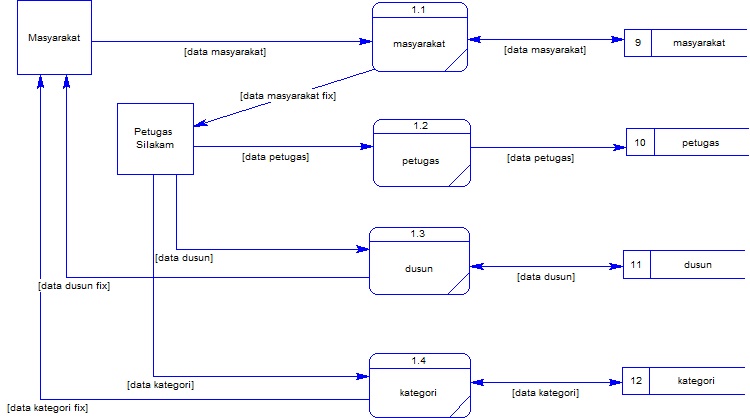 1.1
Masyarakat
masyarakat
9
masyarakat
[data masyarakat]
[data masyarakat]
[data masyarakat fix]
1.2
Petugas
Silakam
petugas
10
petugas
[data petugas]
[data petugas]
1.3
[data dusun]
dusun
11
dusun
[data dusun]
[data dusun fix]
1.4
[data kategori]
kategori
12
kategori
[data kategori]
[data kategori fix]